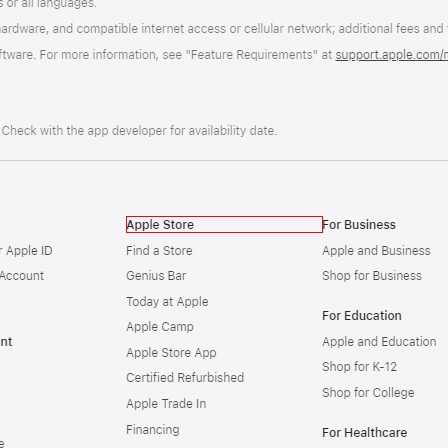 s or all languages.
hardware, and compatible internet access or cellular network; additional fees and
ftware. For more information, see "Feature Requirements" at support.apple.com/
Check with the app developer for availability date.
Apple Store
For Business
r Apple ID
Find a Store
Apple and Business
Account
Genius Bar
Shop for Business
Today at Apple
For Education
Apple Camp
nt
Apple and Education
Apple Store App
Shop for K-12
Certified Refurbished
Shop for College
Apple Trade In
Financing
For Healthcare
e